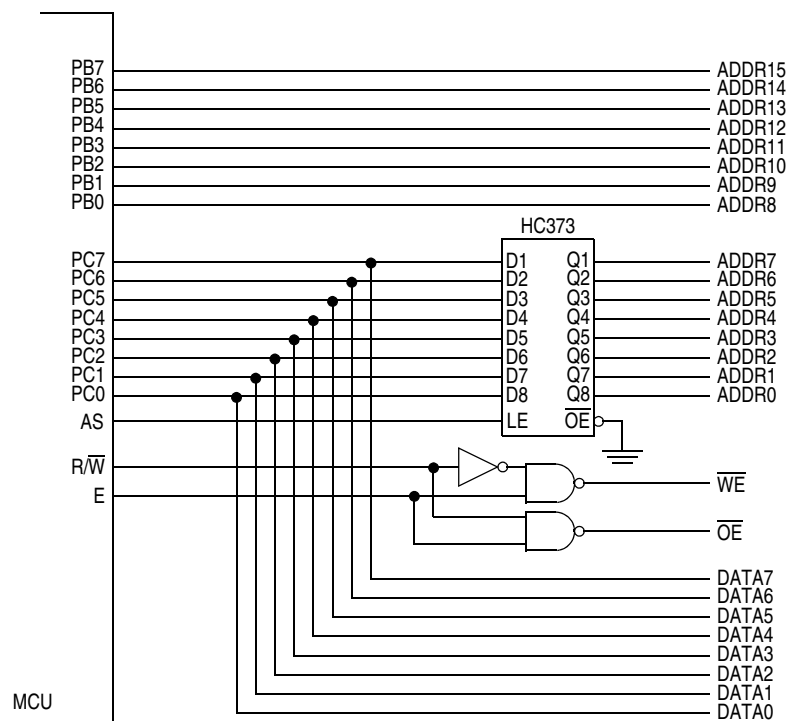 PB7 ADDR15
PB6 ADDR14
PB5 ADDR13
PB4 ADDR12
PB3 ADDR11
PB2 ADDR10
PB1 ADDR9
PB0 ADDR8
HC373
PC7 D1 Q1 ADDR7
PC6 D2 Q2 ADDR6
PC5 D3 Q3 ADDR5
PC4 D4 Q4 ADDR4
PC3 D5 Q5 ADDR3
PC2 D6 Q6 ADDR2
PC1 D7 Q7 ADDR1
PC0 D8 Q8 ADDR0
AS LE O̅E̅
R/W̅
E W̅E̅
O̅E̅
DATA7
DATA6
DATA5
DATA4
DATA3
DATA2
DATA1
MCU DATA0